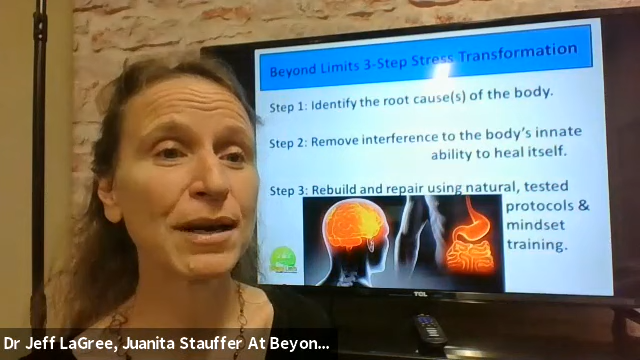 Beyond Limits 3-Step Stress Transformation
Step 1: Identify the root cause(s) of the body.
Step 2: Remove interference to the body's innate
ability to heal itself.
Step 3: Rebuild and repair using natural, tested
protocols &
mindset
training.
TCL
Dr Jeff LaGree, Juanita Stauffer At Beyon...